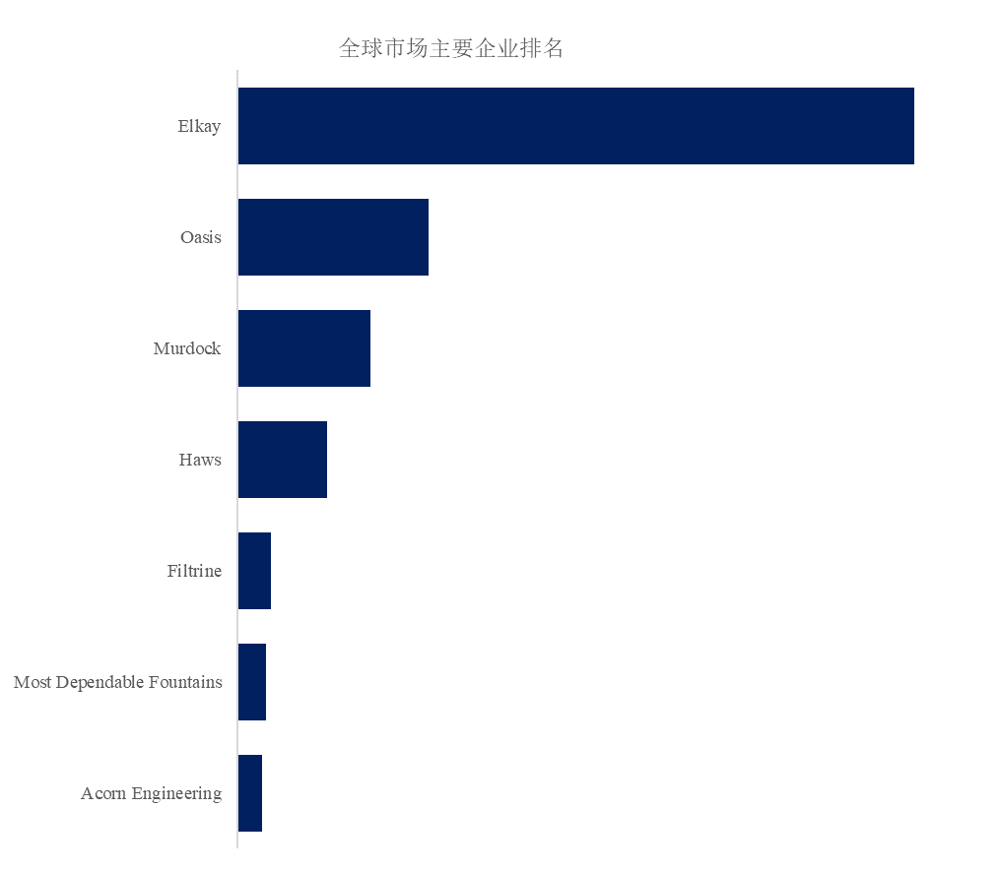 全球市场主要企业排名
Elkay
Oasis
Murdock
Haws
Filtrine
Most Dependable Fountains
Acorn Engineering